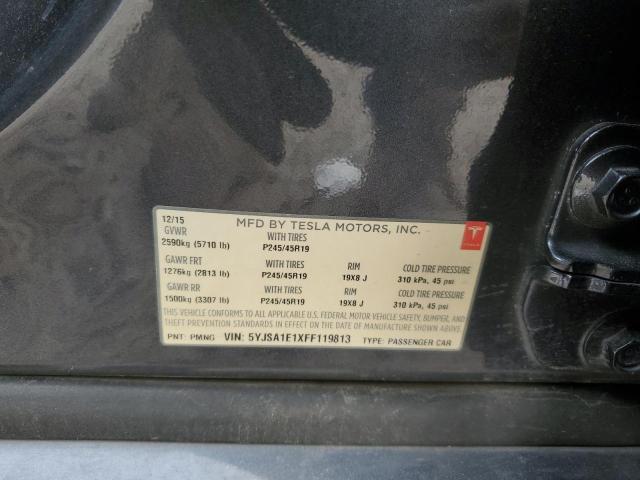 12/15 MFD BY TESLA MOTORS, INC.
GVWR WITH TIRES
2590kg (5710 lb) P245/45R19
GAWR FRT WITH TIRES RIM COLD TIRE PRESSURE
1276kg (2813 lb) P245/45R19 19X8 J 310 kPa, 45 psi
GAWR RR WITH TIRES RIM COLD TIRE PRESSURE
1500kg (3307 lb) P245/45R19 19X8 J 310 kPa, 45 psi
THIS VEHICLE CONFORMS TO ALL APPLICABLE U.S. FEDERAL MOTOR VEHICLE SAFETY, BUMPER, AND
THEFT PREVENTION STANDARDS IN EFFECT ON THE DATE OF MANUFACTURE SHOWN ABOVE.
PNT: PMNG VIN: 5YJSA1E1XFF119813 TYPE: PASSENGER CAR